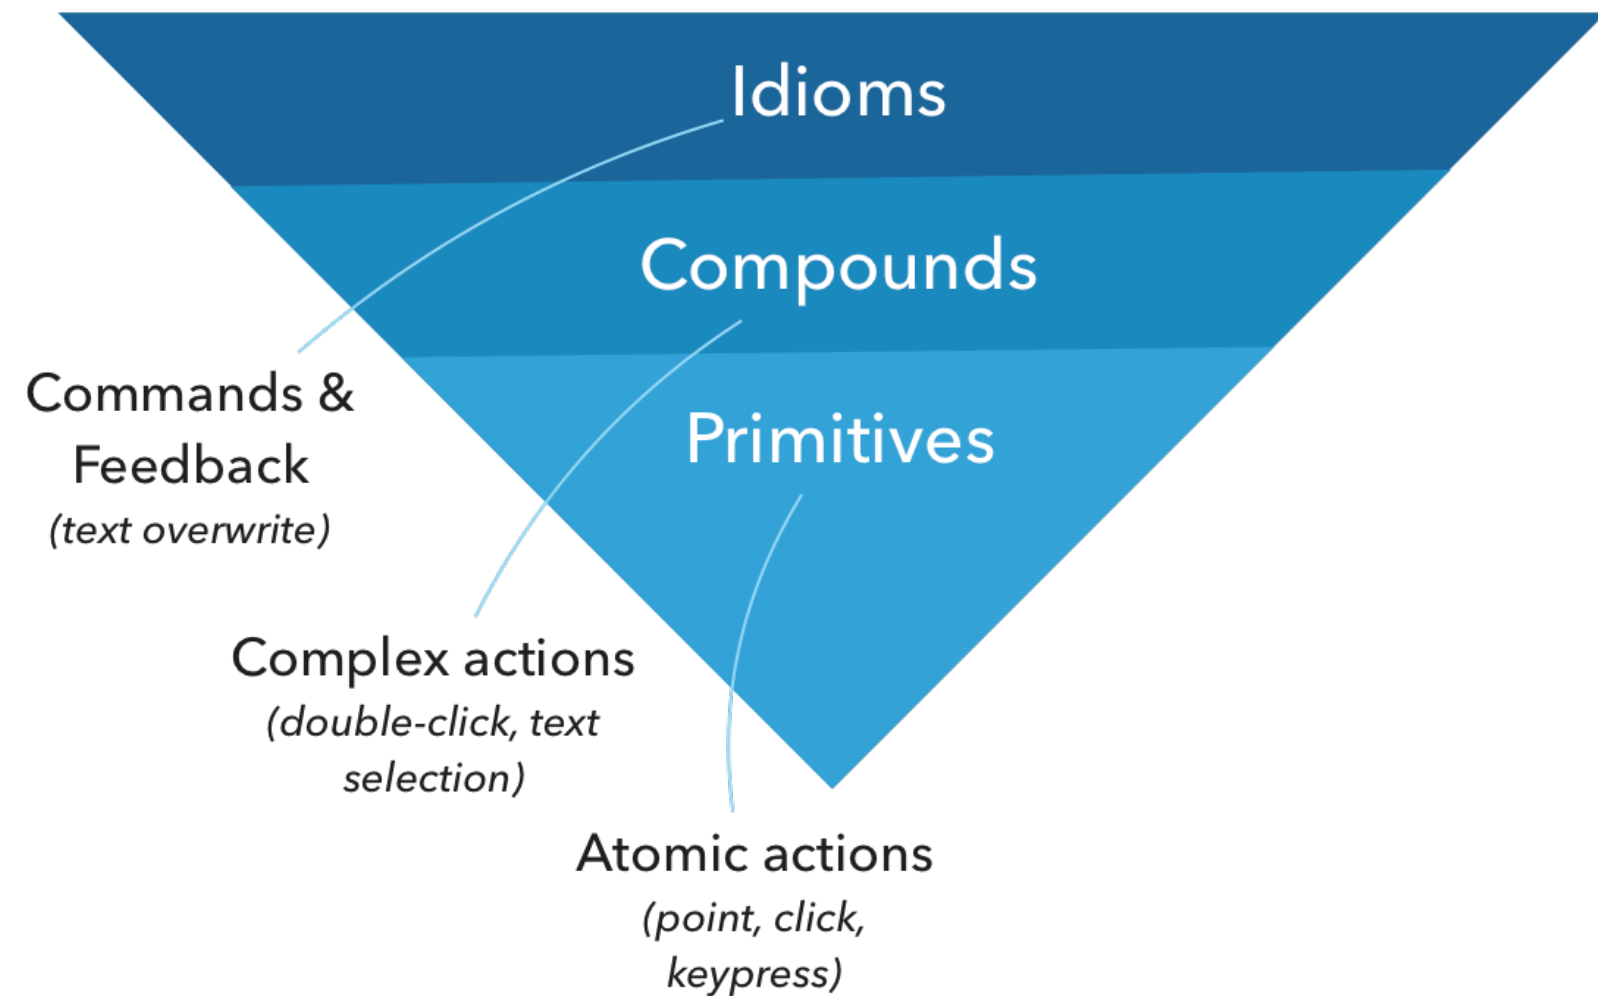 Idioms
Compounds
Primitives
Commands &
Feedback
(text overwrite)
Complex actions
(double-click, text
selection)
Atomic actions
(point, click,
keypress)